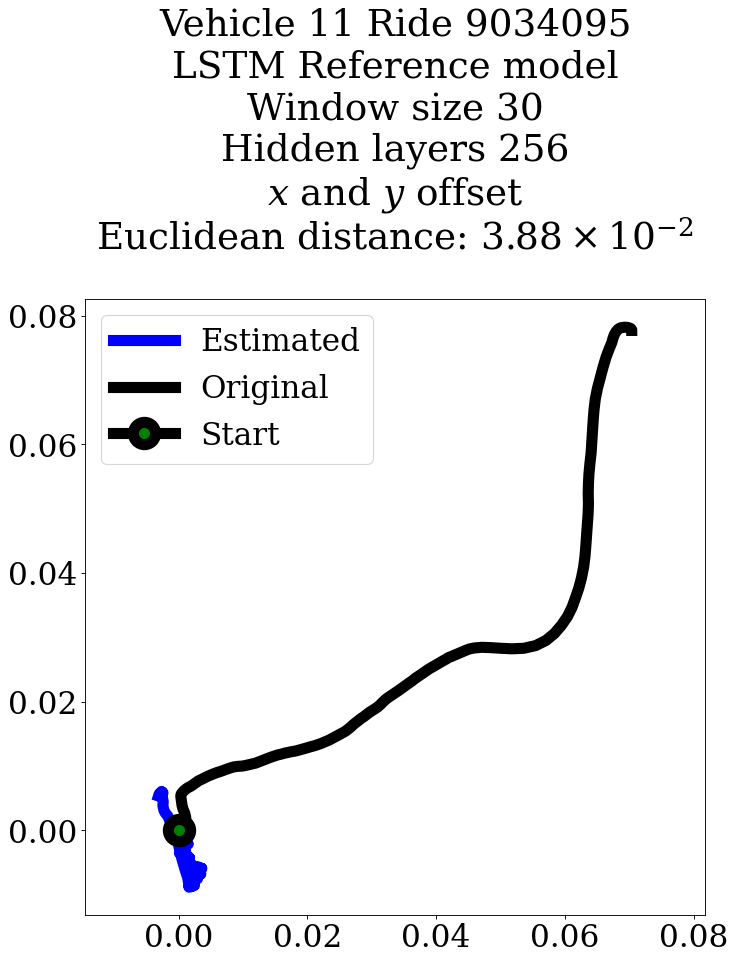 Vehicle 11 Ride 9034095
LSTM Reference model
Window size 30
Hidden layers 256
x and y offset
Euclidean distance: 3.88 × 10⁻²
0.08
0.06
0.04
0.02
0.00
Estimated
Original
Start
0.00 0.02 0.04 0.06 0.08